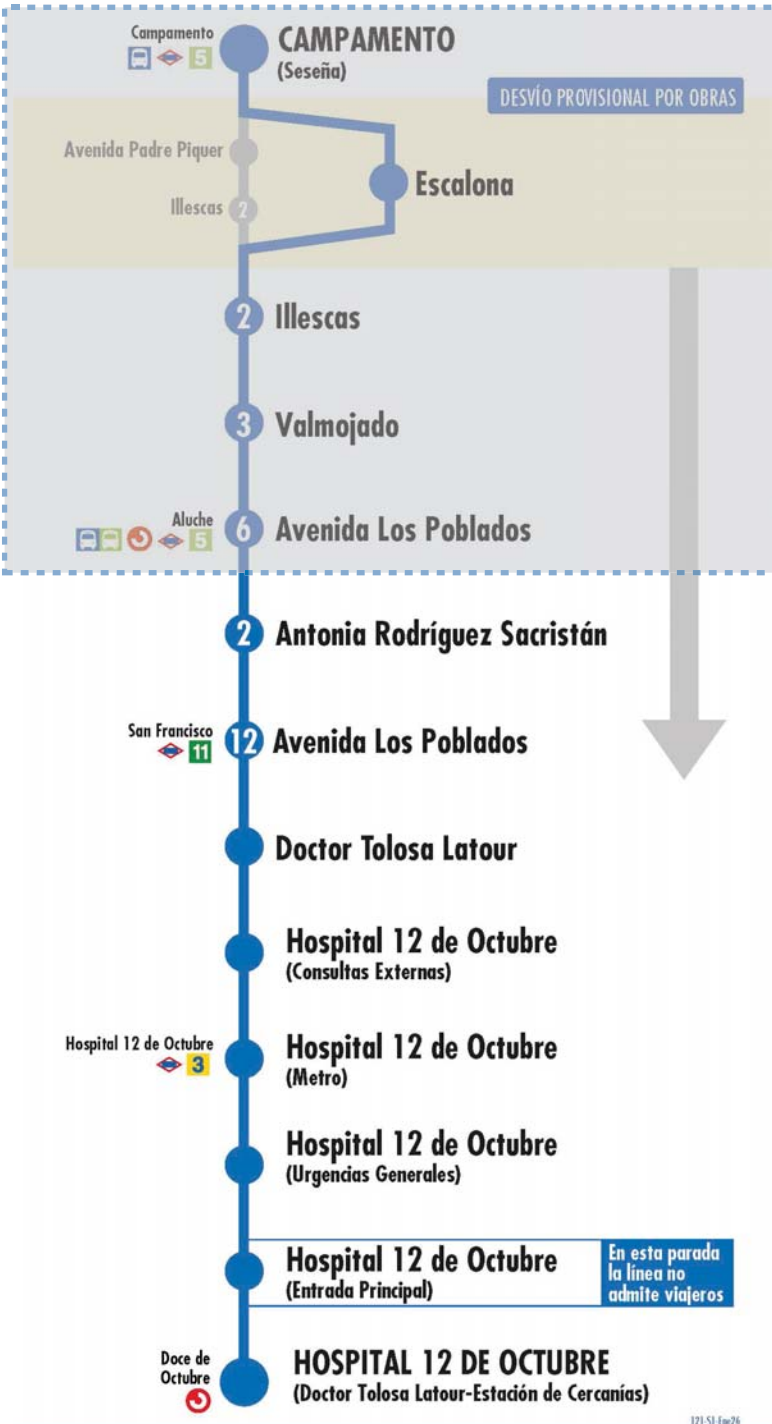 Campamento
5
CAMPAMENTO
(Seseña)
DESVÍO PROVISIONAL POR OBRAS
Avenida Padre Piquer
Escalona
Illescas 2
2 Illescas
3 Valmojado
Aluche
5
6 Avenida Los Poblados
2 Antonia Rodríguez Sacristán
San Francisco
11
12 Avenida Los Poblados
Doctor Tolosa Latour
Hospital 12 de Octubre
(Consultas Externas)
Hospital 12 de Octubre
3
Hospital 12 de Octubre
(Metro)
Hospital 12 de Octubre
(Urgencias Generales)
Hospital 12 de Octubre
(Entrada Principal)
En esta parada
la línea no
admite viajeros
Doce de
Octubre
HOSPITAL 12 DE OCTUBRE
(Doctor Tolosa Latour-Estación de Cercanías)
121-S1-Ene26